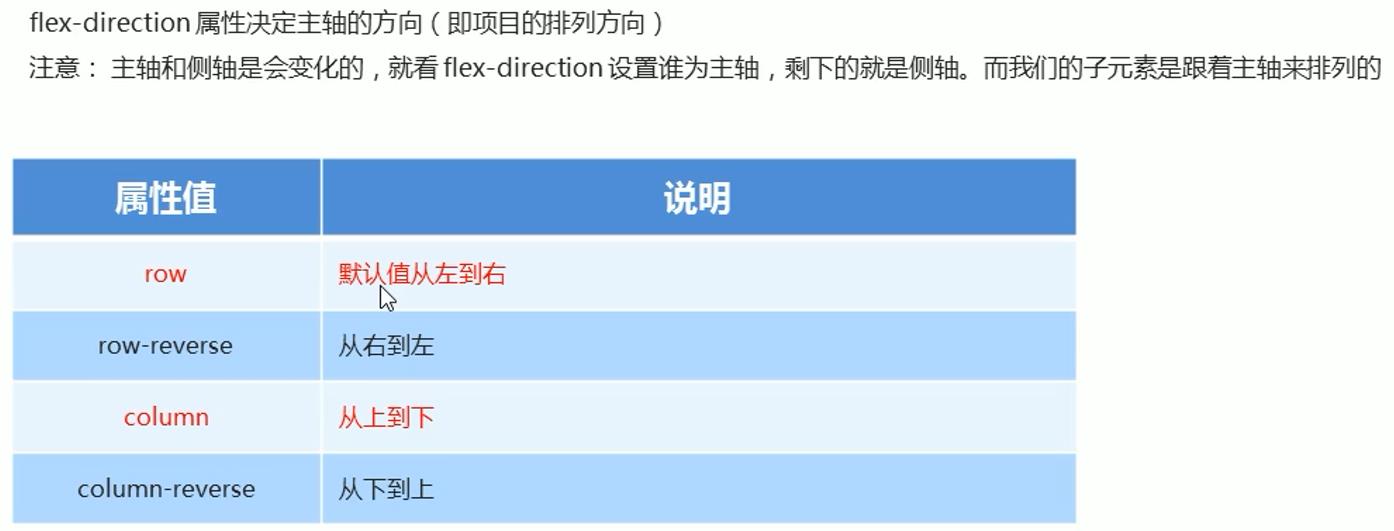 flex-direction 属性决定主轴的方向（即项目的排列方向）
注意： 主轴和侧轴是会变化的，就看 flex-direction 设置谁为主轴，剩下的就是侧轴。而我们的子元素是跟着主轴来排列的
属性值 说明
row 默认值从左到右
row-reverse 从右到左
column 从上到下
column-reverse 从下到上